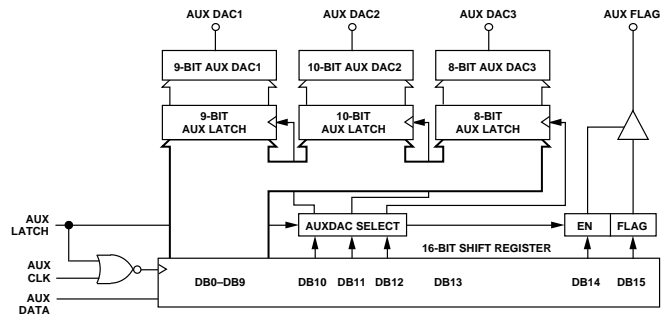 AUX DAC1 AUX DAC2 AUX DAC3 AUX FLAG
9-BIT AUX DAC1 10-BIT AUX DAC2 8-BIT AUX DAC3
9-BIT
AUX LATCH
10-BIT
AUX LATCH
8-BIT
AUX LATCH
AUX
LATCH
AUXDAC SELECT
EN FLAG
16-BIT SHIFT REGISTER
AUX
CLK
DB0–DB9 DB10 DB11 DB12 DB13 DB14 DB15
AUX
DATA